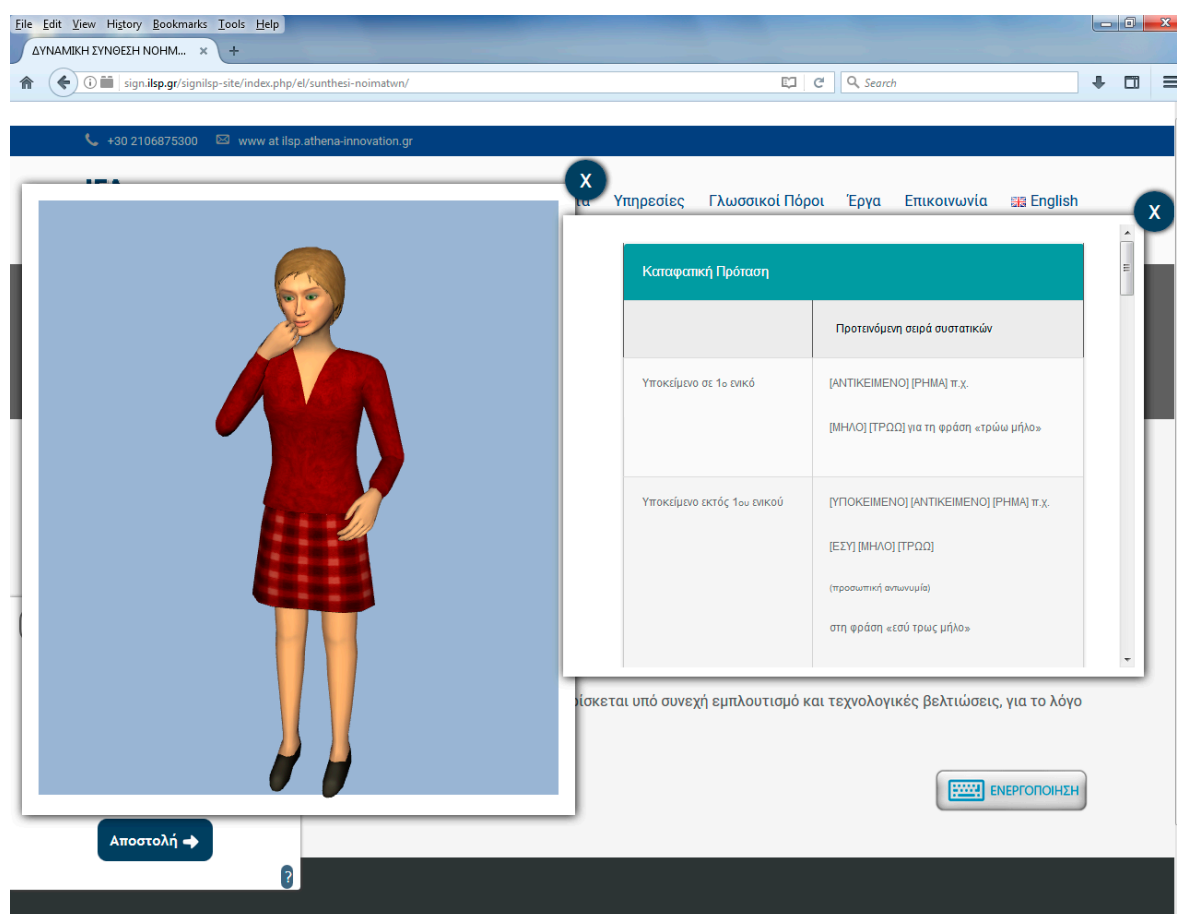 File Edit View History Bookmarks Tools Help
ΔΥΝΑΜΙΚΗ ΣΥΝΘΕΣΗ ΝΟΗΜ... × +
sign.ilsp.gr/signilsp-site/index.php/el/sunthesi-noimatwn/
Search
+30 2106875300 www at ilsp.athena-innovation.gr
X
Υπηρεσίες Γλωσσικοί Πόροι Έργα Επικοινωνία English
X
Καταφατική Πρόταση
Προτεινόμενη σειρά συστατικών
Υποκείμενο σε 1ο ενικό
[ΑΝΤΙΚΕΙΜΕΝΟ] [ΡΗΜΑ] π.χ.
[ΜΗΛΟ] [ΤΡΩΩ] για τη φράση «τρώω μήλο»
Υποκείμενο εκτός 1ου ενικού
[ΥΠΟΚΕΙΜΕΝΟ] [ΑΝΤΙΚΕΙΜΕΝΟ] [ΡΗΜΑ] π.χ.
[ΕΣΥ] [ΜΗΛΟ] [ΤΡΩΩ]
(προσωπική αντωνυμία)
στη φράση «εσύ τρως μήλο»
υπό συνεχή εμπλουτισμό και τεχνολογικές βελτιώσεις, για το λόγο
ΕΝΕΡΓΟΠΟΙΗΣΗ
Αποστολή
?